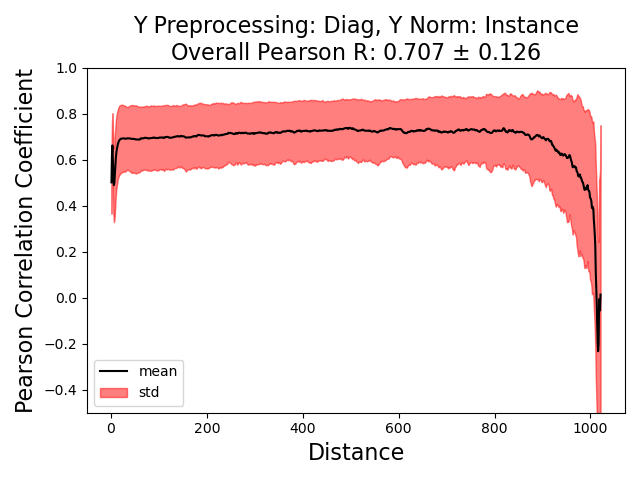 Y Preprocessing: Diag, Y Norm: Instance
Overall Pearson R: 0.707 ± 0.126
Pearson Correlation Coefficient
1.0
0.8
0.6
0.4
0.2
0.0
−0.2
−0.4
mean
std
0 200 400 600 800 1000
Distance